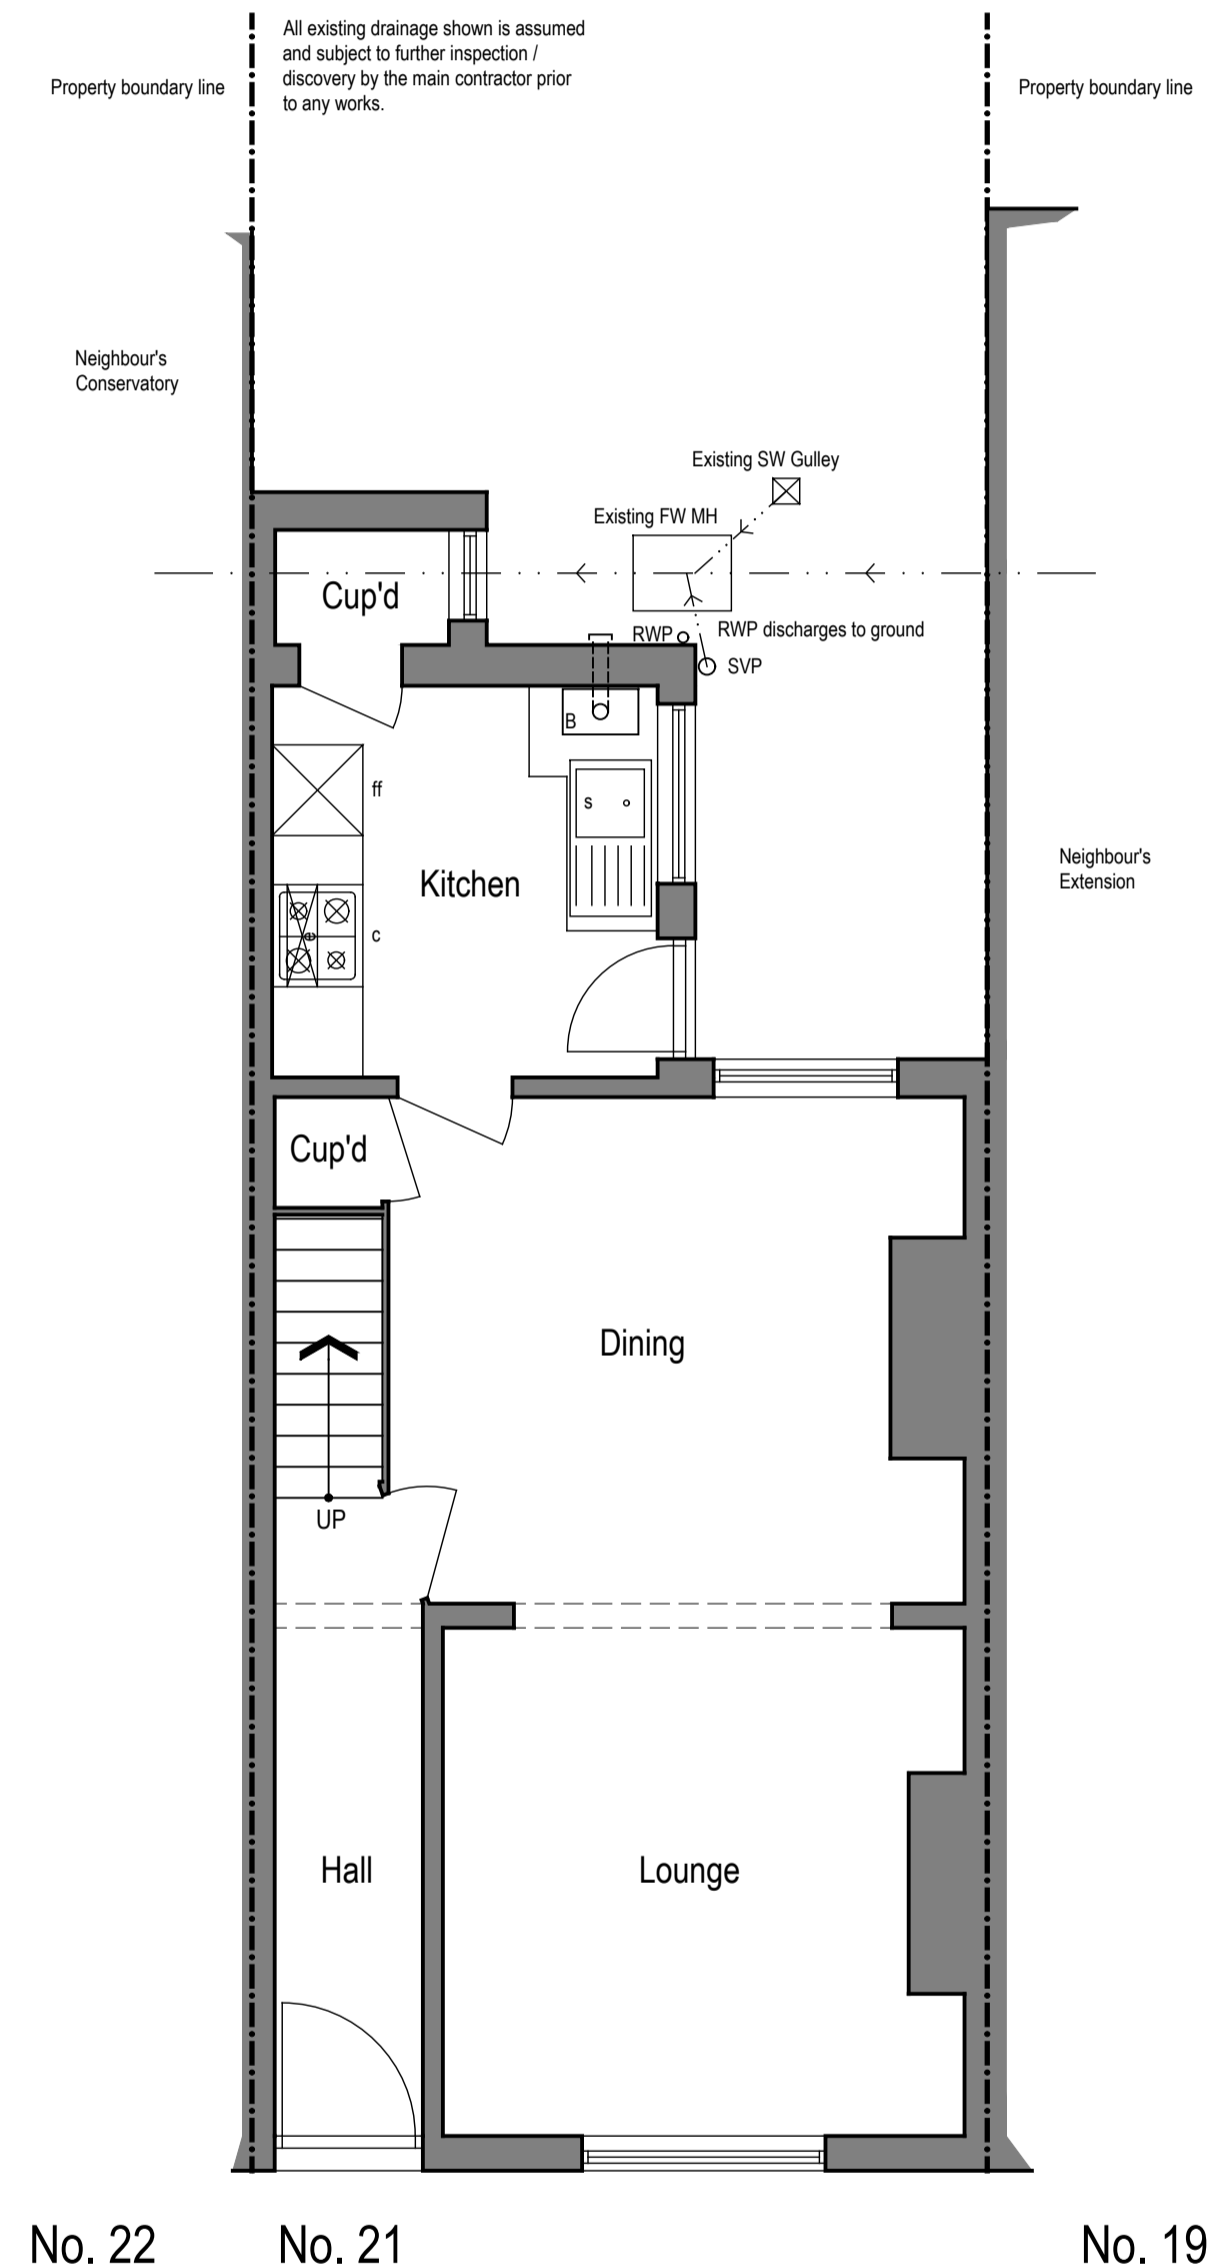 All existing drainage shown is assumed
and subject to further inspection /
discovery by the main contractor prior
to any works.
Property boundary line
Property boundary line
Neighbour's
Conservatory
Existing SW Gulley
Existing FW MH
Cup'd
RWP
RWP discharges to ground
SVP
B
s
ff
Kitchen
Neighbour's
Extension
e
c
Cup'd
Dining
UP
Hall
Lounge
No. 22
No. 21
No. 19